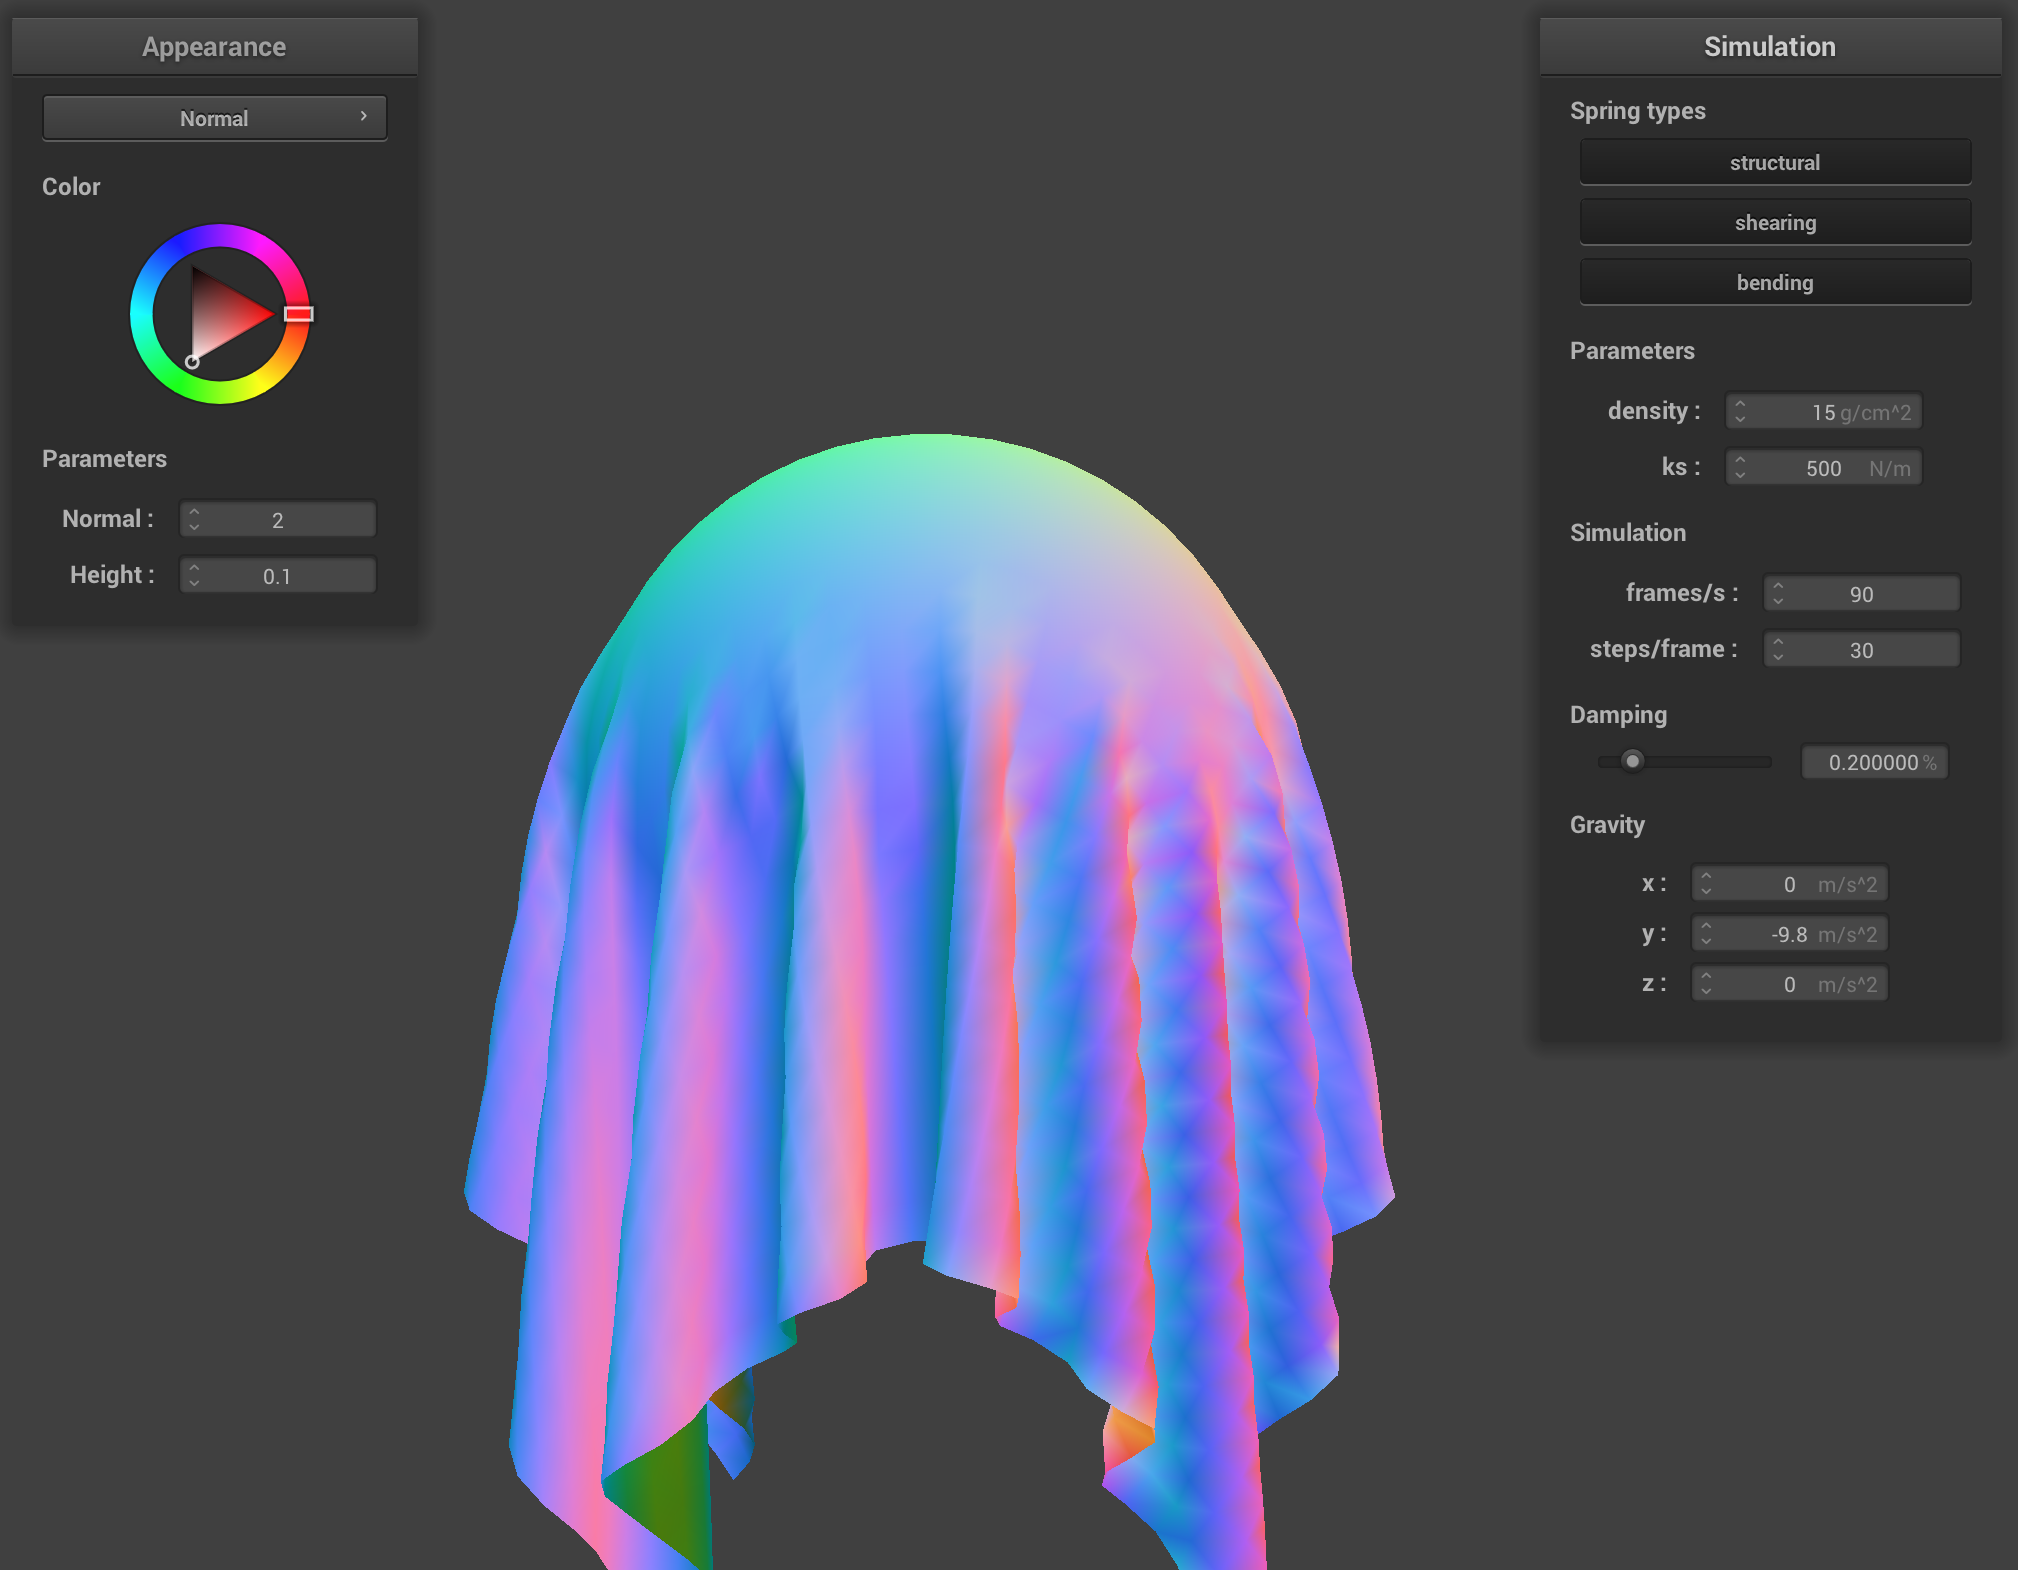 Appearance
Normal
Color
Parameters
Normal : 2
Height : 0.1
Simulation
Spring types
structural
shearing
bending
Parameters
density : 15 g/cm^2
ks : 500 N/m
Simulation
frames/s : 90
steps/frame : 30
Damping
0.200000 %
Gravity
x : 0 m/s^2
y : -9.8 m/s^2
z : 0 m/s^2